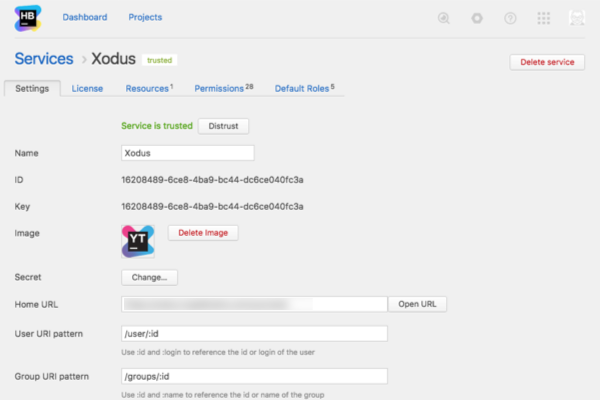 HB
Dashboard Projects
Services › Xodus trusted
Delete service
Settings License Resources 1 Permissions 28 Default Roles 5
Service is trusted Distrust
Name Xodus
ID 16208489-6ce8-4ba9-bc44-dc6ce040fc3a
Key 16208489-6ce8-4ba9-bc44-dc6ce040fc3a
Image YT Delete Image
Secret Change...
Home URL Open URL
User URI pattern /user/:id
Use :id and :login to reference the id or login of the user
Group URI pattern /groups/:id
Use :id and :name to reference the id or name of the group